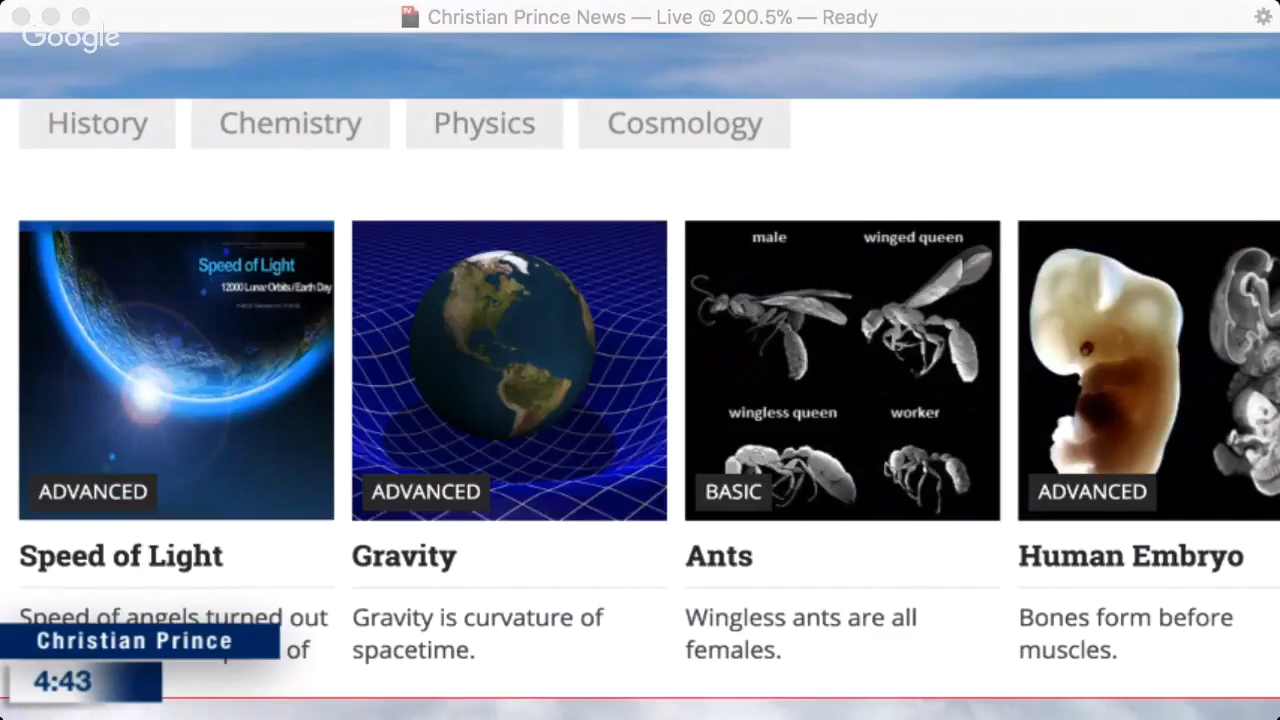 Christian Prince News — Live @ 200.5% — Ready
Google
History Chemistry Physics Cosmology
Speed of Light
12000 Lunar Orbits / Earth Day
male winged queen
wingless queen worker
ADVANCED ADVANCED BASIC ADVANCED
Speed of Light Gravity Ants Human Embryo
Speed of angels turned out Gravity is curvature of Wingless ants are all Bones form before
of spacetime. females. muscles.
Christian Prince
4:43